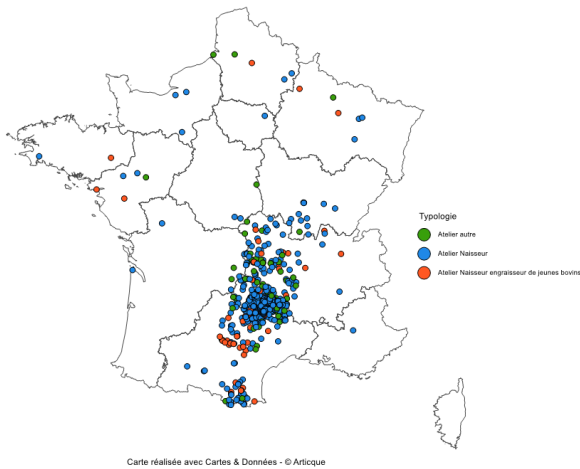 Typologie
Atelier autre
Atelier Naisseur
Atelier Naisseur engraisseur de jeunes bovins
Carte réalisée avec Cartes & Données - © Articque